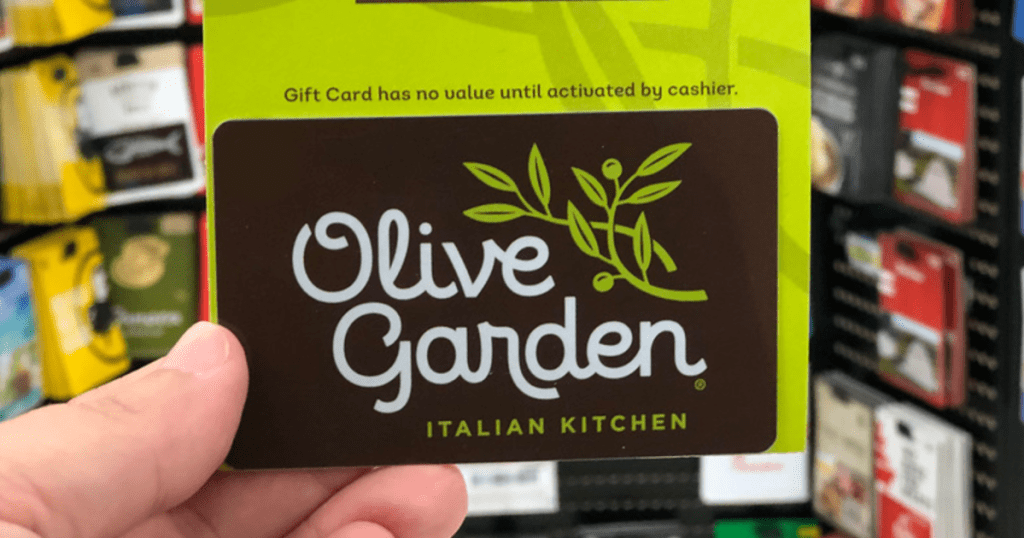 Gift Card has no value until activated by cashier.
Olive
Garden®
ITALIAN KITCHEN